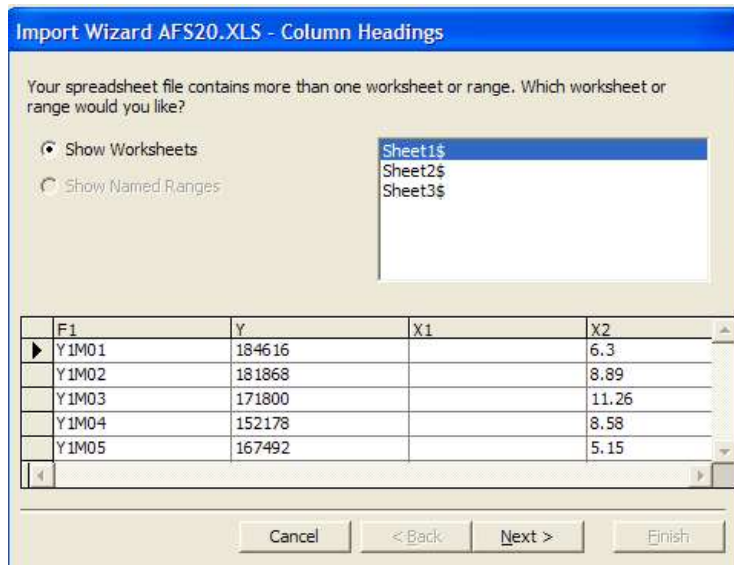 Import Wizard AFS20.XLS - Column Headings
Your spreadsheet file contains more than one worksheet or range. Which worksheet or
range would you like?
Show Worksheets
Show Named Ranges
Sheet1$
Sheet2$
Sheet3$
F1 Y X1 X2
Y1M01 184616 6.3
Y1M02 181868 8.89
Y1M03 171800 11.26
Y1M04 152178 8.58
Y1M05 167492 5.15
Cancel < Back Next > Finish